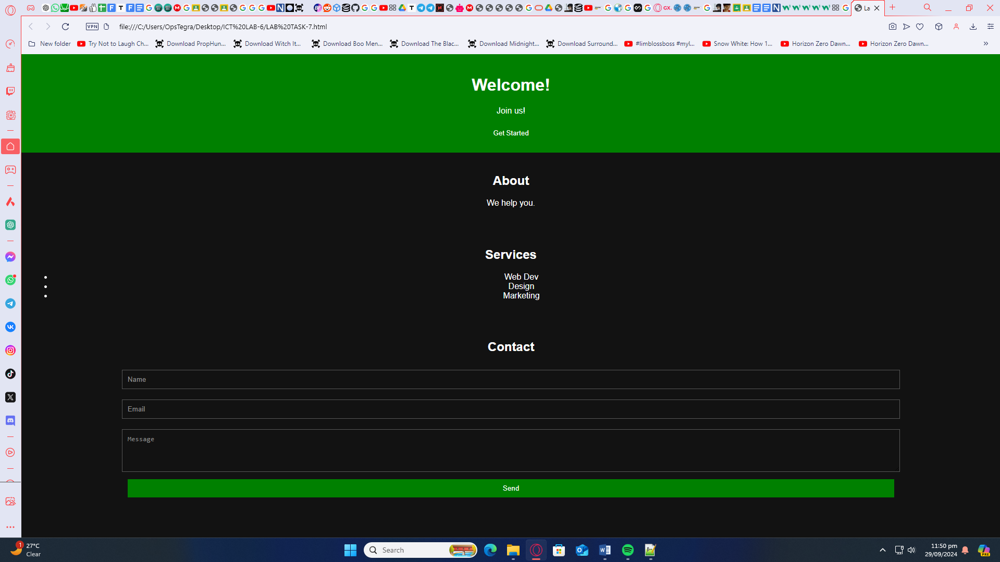 La
VPN
file:///C:/Users/OpsTegra/Desktop/ICT%20LAB-6/LAB%20TASK-7.html
New folder
Try Not to Laugh Ch...
Download PropHun...
Download Witch It...
Download Boo Men...
Download The Blac...
Download Midnight...
Download Surround...
#limblossboss #myl...
Snow White: How 1...
Horizon Zero Dawn...
Horizon Zero Dawn...
Welcome!
Join us!
Get Started
About
We help you.
Services
Web Dev
Design
Marketing
Contact
Name
Email
Message
Send
1
27°C
Clear
Search
11:50 pm
29/09/2024